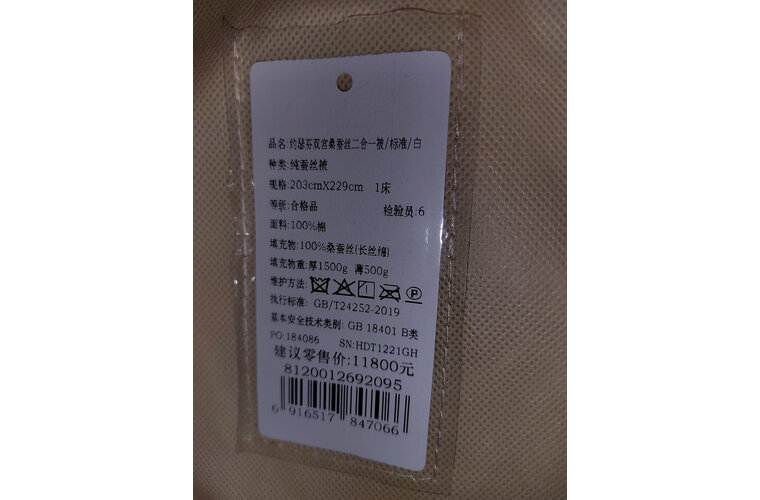 品名:约瑟芬双宫桑蚕丝二合一被/标准/白
种类:纯蚕丝被
规格:203cmX229cm 1床
等级:合格品 检验员:6
面料:100%棉
填充物:100%桑蚕丝(长丝绵)
填充物重:厚1500g 薄500g
维护方法:
执行标准: GB/T24252-2019
基本安全技术类别: GB 18401 B类
PO:184086 SN:HDT1221GH
建议零售价:11800元
8120012692095
6 916517 847066